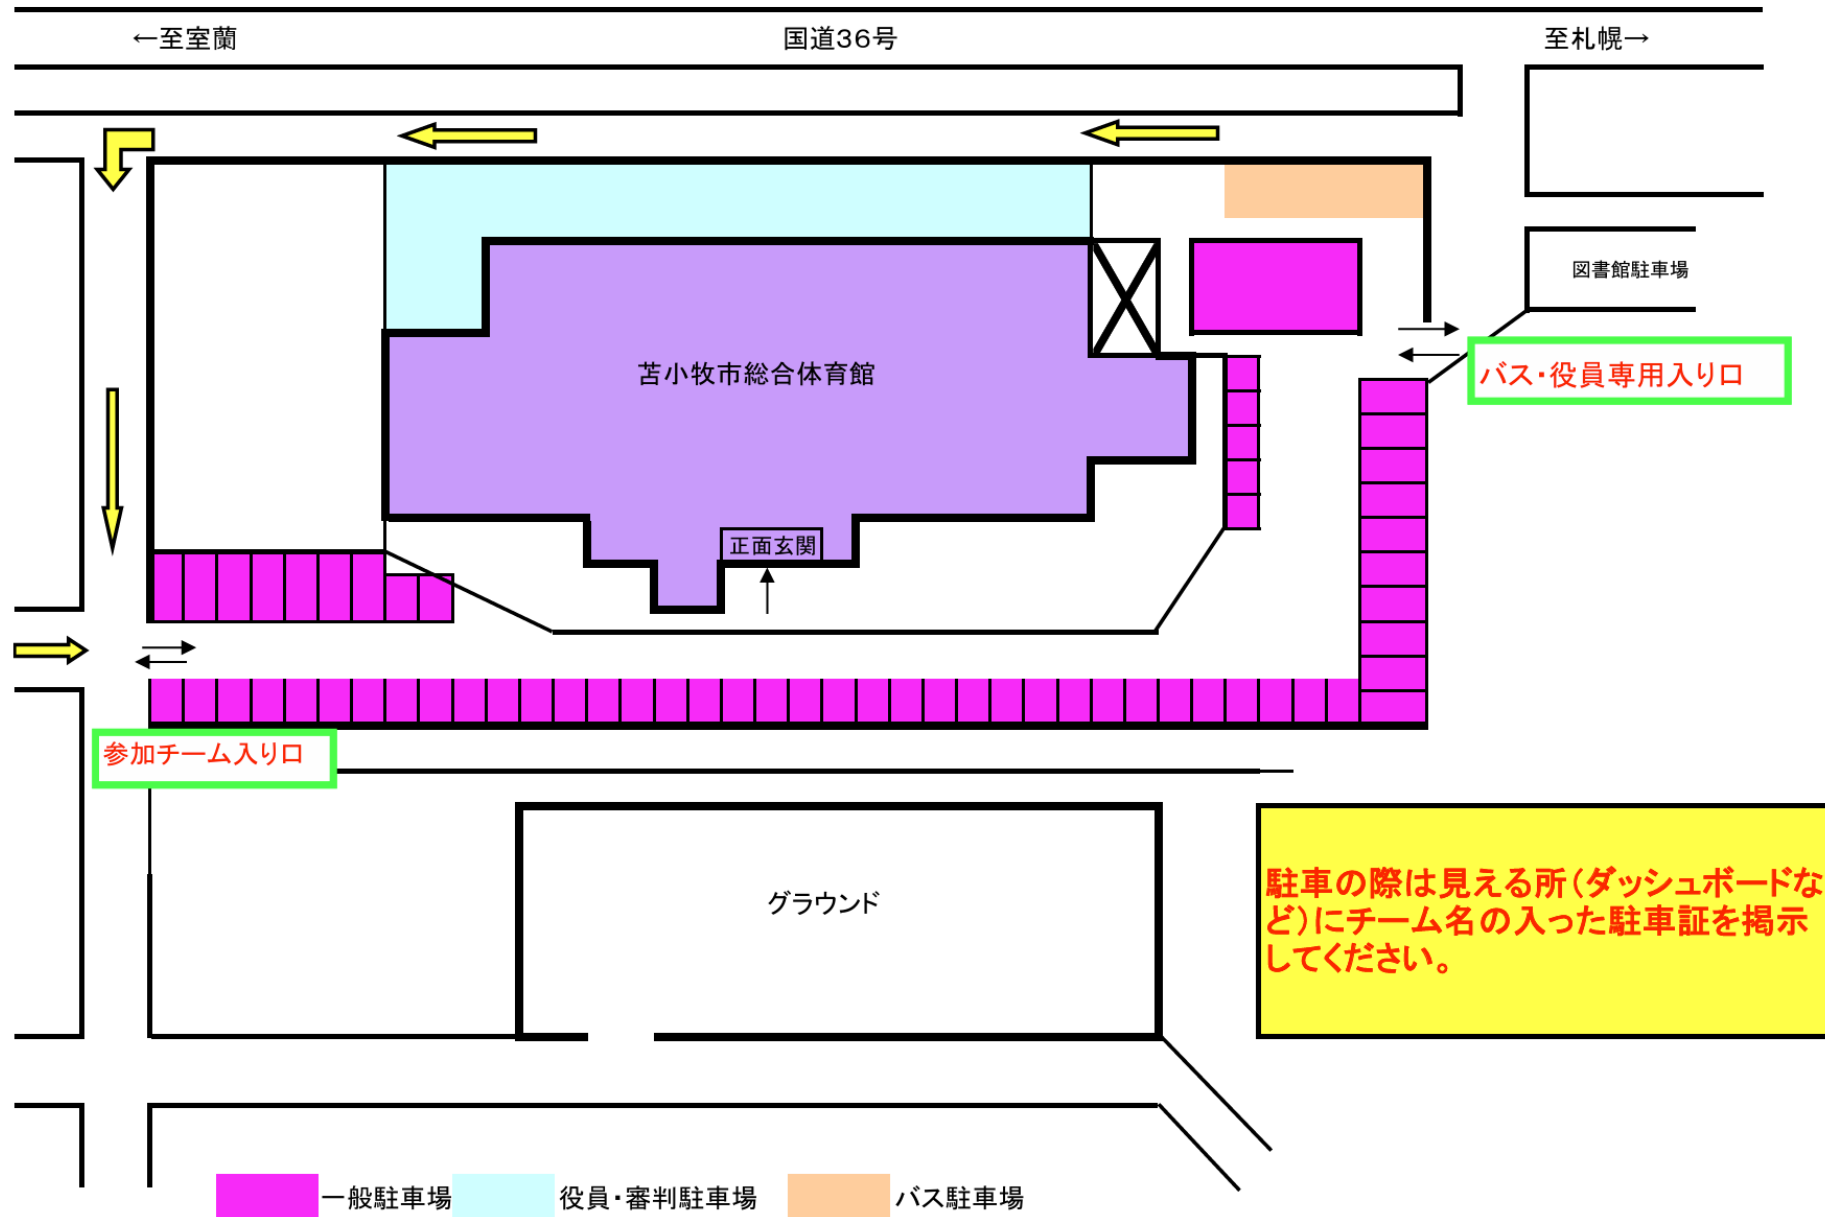 ←至室蘭
国道36号
至札幌→
図書館駐車場
苫小牧市総合体育館
バス・役員専用入り口
正面玄関
参加チーム入り口
グラウンド
駐車の際は見える所（ダッシュボードな
ど）にチーム名の入った駐車証を掲示
してください。
一般駐車場
役員・審判駐車場
バス駐車場